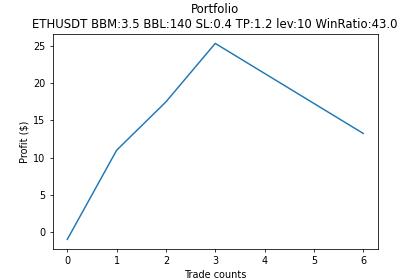 Portfolio
ETHUSDT BBM:3.5 BBL:140 SL:0.4 TP:1.2 lev:10 WinRatio:43.0
25
20
15
10
5
0
Profit ($)
0 1 2 3 4 5 6
Trade counts